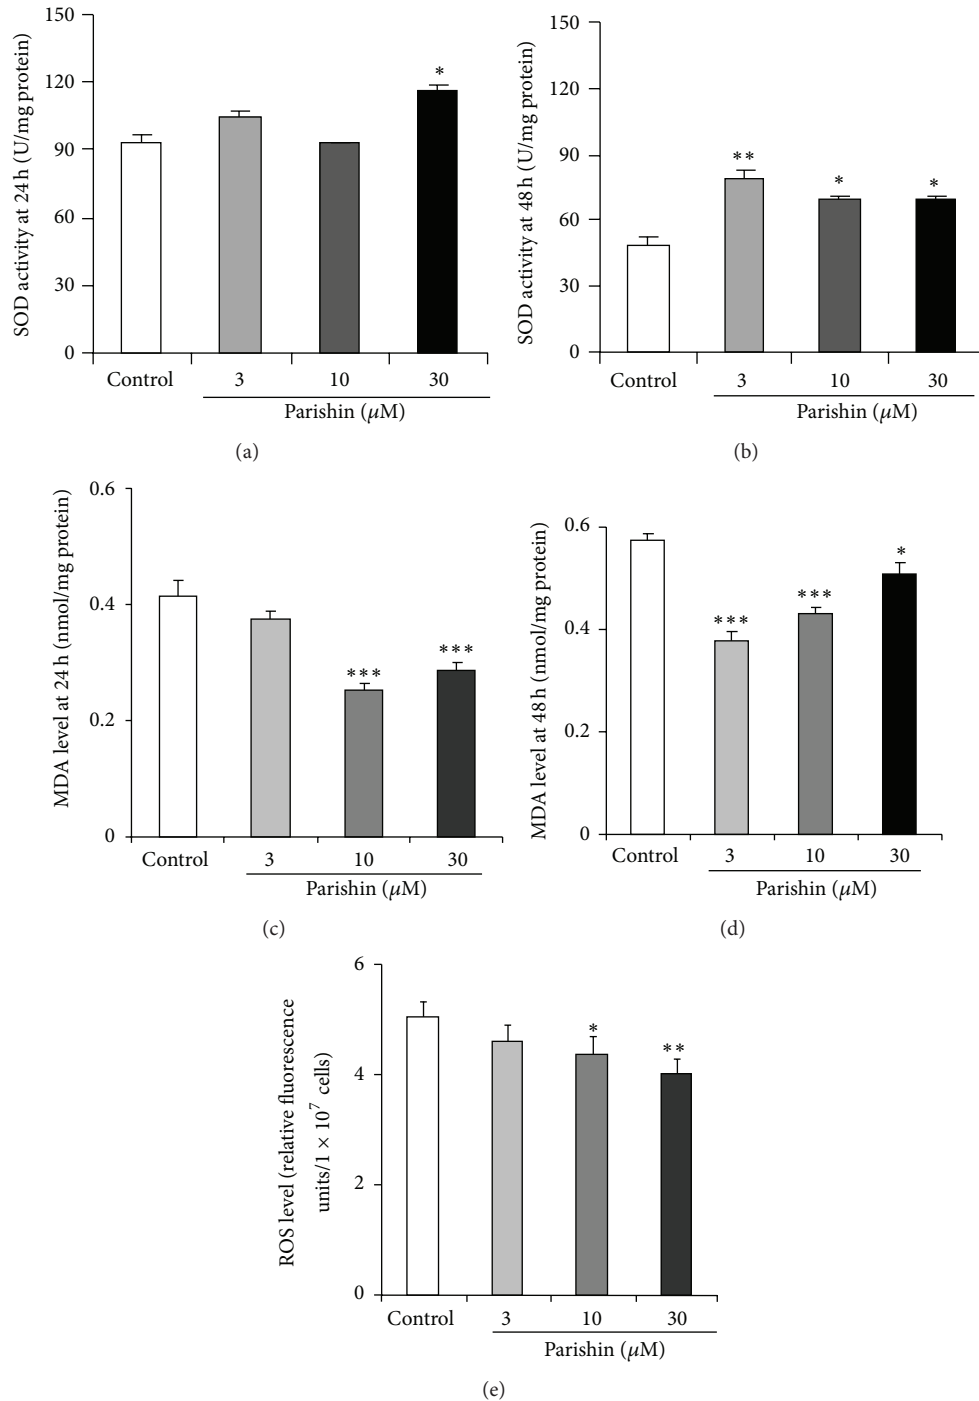 SOD activity at 24 h (U/mg protein)
150
120
90
60
30
0
*
Control
3
10
30
Parishin (μM)
(a)
SOD activity at 48 h (U/mg protein)
150
120
90
60
30
0
**
*
*
Control
3
10
30
Parishin (μM)
(b)
MDA level at 24 h (nmol/mg protein)
0.6
0.4
0.2
0
***
***
Control
3
10
30
Parishin (μM)
(c)
MDA level at 48 h (nmol/mg protein)
0.6
0.4
0.2
0
***
***
*
Control
3
10
30
Parishin (μM)
(d)
ROS level (relative fluorescence
units/1 × 10⁷ cells)
6
4
2
0
*
**
Control
3
10
30
Parishin (μM)
(e)